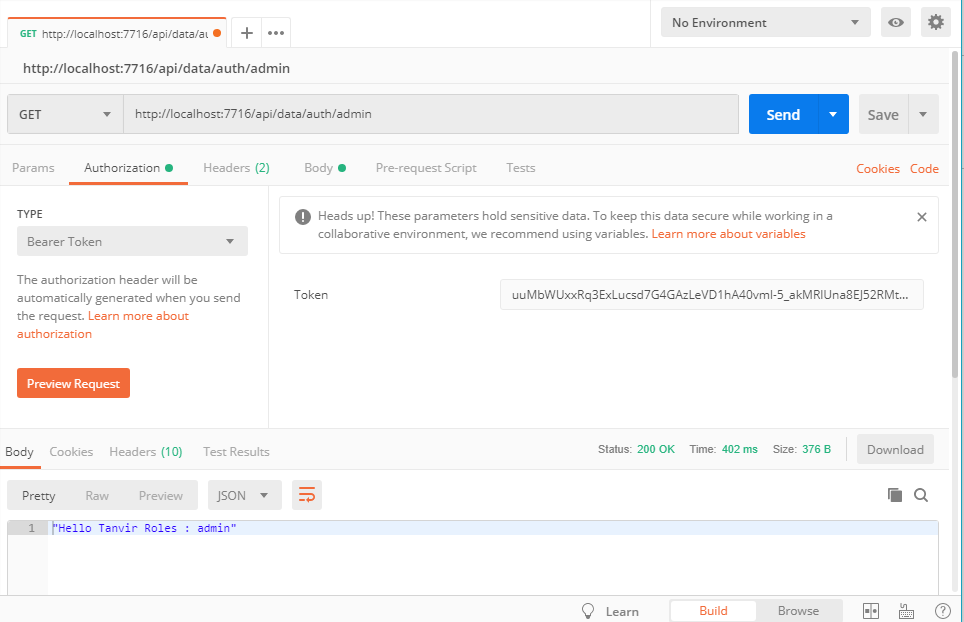 GET http://localhost:7716/api/data/au
No Environment
http://localhost:7716/api/data/auth/admin
GET http://localhost:7716/api/data/auth/admin Send Save
Params Authorization Headers (2) Body Pre-request Script Tests Cookies Code
TYPE
Bearer Token
The authorization header will be
automatically generated when you send
the request. Learn more about
authorization
Preview Request
Heads up! These parameters hold sensitive data. To keep this data secure while working in a
collaborative environment, we recommend using variables. Learn more about variables
Token uuMbWUxxRq3ExLucsd7G4GAzLeVD1hA40vmI-5_akMRlUna8EJ52RMt...
Body Cookies Headers (10) Test Results Status: 200 OK Time: 402 ms Size: 376 B Download
Pretty Raw Preview JSON
1 "Hello Tanvir Roles : admin"
Learn Build Browse